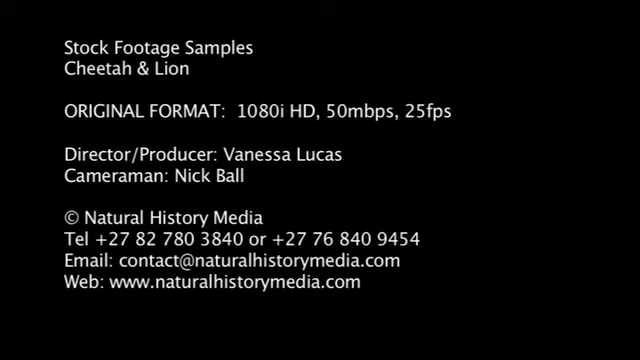 Stock Footage Samples
Cheetah & Lion
ORIGINAL FORMAT:  1080i HD, 50mbps, 25fps
Director/Producer: Vanessa Lucas
Cameraman: Nick Ball
© Natural History Media
Tel +27 82 780 3840 or +27 76 840 9454
Email: contact@naturalhistorymedia.com
Web: www.naturalhistorymedia.com